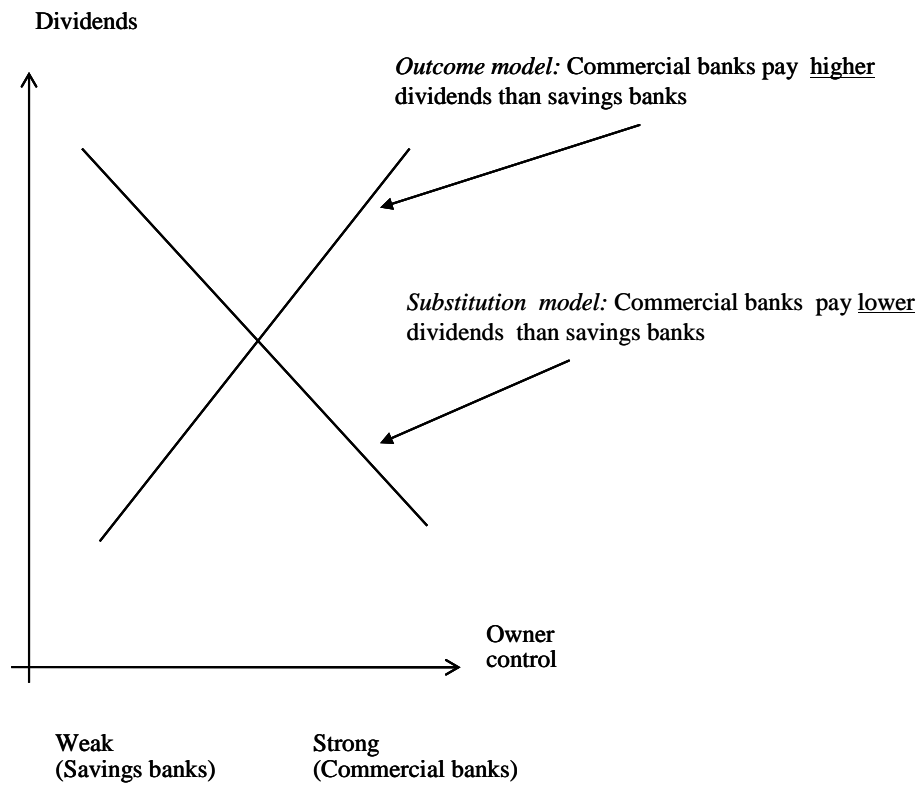 Dividends
Outcome model: Commercial banks pay higher
dividends than savings banks
Substitution model: Commercial banks pay lower
dividends than savings banks
Owner
control
Weak
(Savings banks)
Strong
(Commercial banks)